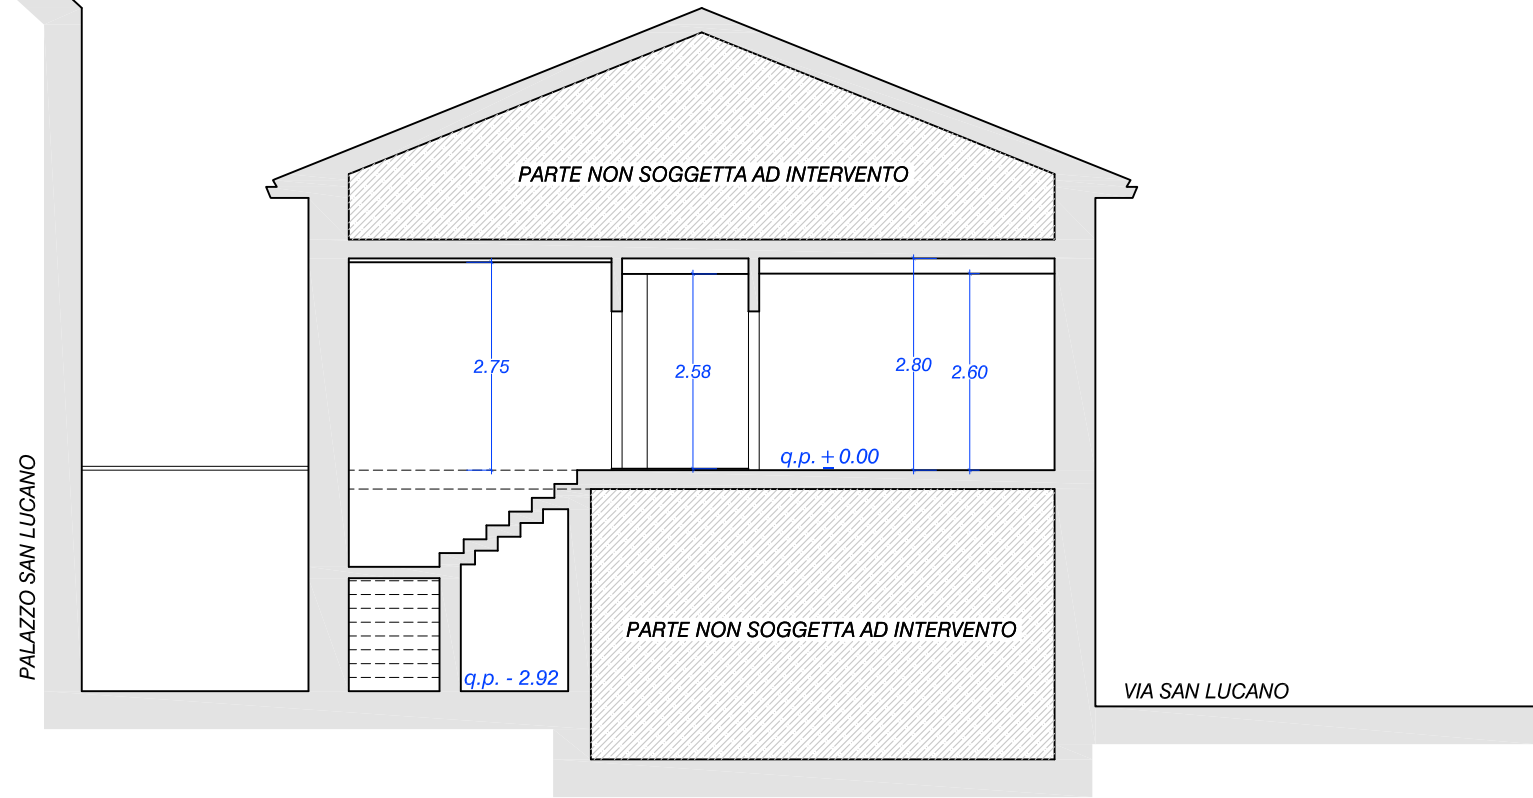 PARTE NON SOGGETTA AD INTERVENTO
2.75
2.58
2.80
2.60
q.p. ± 0.00
PALAZZO SAN LUCANO
PARTE NON SOGGETTA AD INTERVENTO
q.p. - 2.92
VIA SAN LUCANO